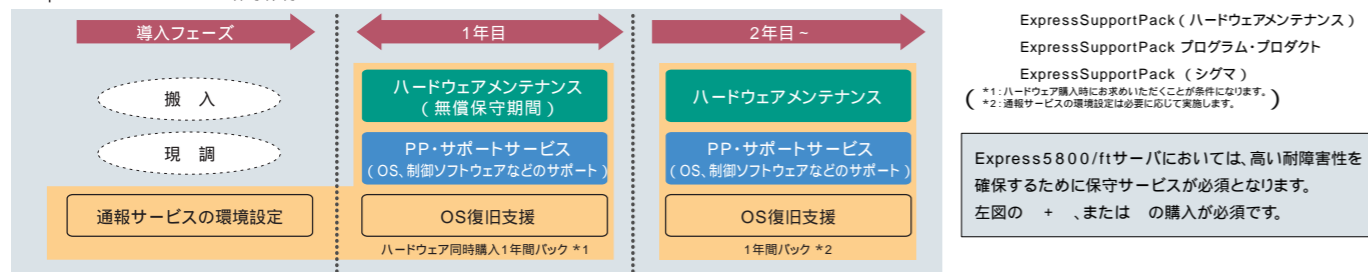 導入フェーズ
1年目
2年目~
搬 入
現 調
通報サービスの環境設定
ハードウェアメンテナンス
(無償保守期間)
PP・サポートサービス
(OS、制御ソフトウェアなどのサポート)
OS復旧支援
ハードウェア同時購入1年間パック *1
ハードウェアメンテナンス
PP・サポートサービス
(OS、制御ソフトウェアなどのサポート)
OS復旧支援
1年間パック *2
ExpressSupportPack(ハードウェアメンテナンス)
ExpressSupportPack プログラム・プロダクト
ExpressSupportPack (シグマ)
(*1:ハードウェア購入時にお求めいただくことが条件になります。
*2:通報サービスの環境設定は必要に応じて実施します。)
Express5800/ftサーバにおいては、高い耐障害性を
確保するために保守サービスが必須となります。
左図の + 、または の購入が必須です。